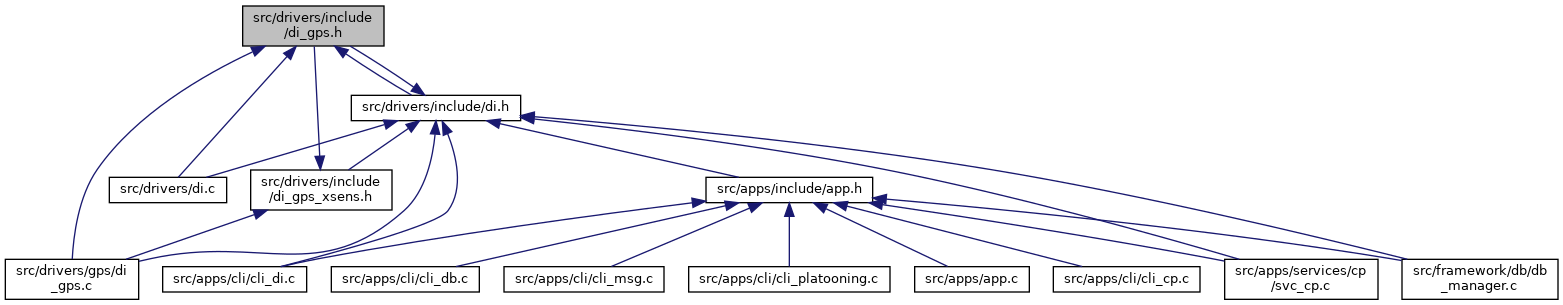 src/drivers/include
/di_gps.h
src/drivers/include/di.h
src/drivers/di.c
src/drivers/include
/di_gps_xsens.h
src/apps/include/app.h
src/drivers/gps/di
_gps.c
src/apps/cli/cli_di.c
src/apps/cli/cli_db.c
src/apps/cli/cli_msg.c
src/apps/cli/cli_platooning.c
src/apps/app.c
src/apps/cli/cli_cp.c
src/apps/services/cp
/svc_cp.c
src/framework/db/db
_manager.c